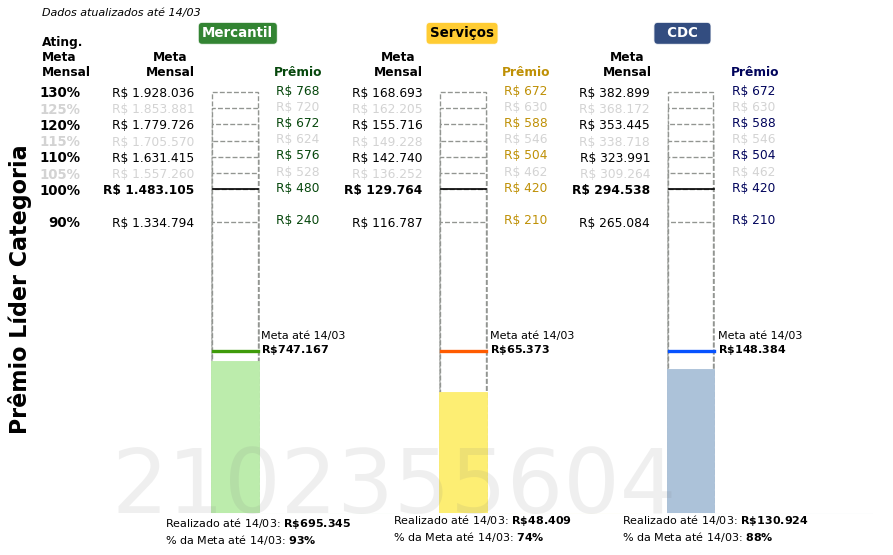 Dados atualizados até 14/03
Mercantil Serviços CDC
Ating. Meta Mensal Meta Mensal Prêmio Meta Mensal Prêmio Meta Mensal Prêmio
130% R$ 1.928.036 R$ 768 R$ 168.693 R$ 672 R$ 382.899 R$ 672
125% R$ 1.853.881 R$ 720 R$ 162.205 R$ 630 R$ 368.172 R$ 630
120% R$ 1.779.726 R$ 672 R$ 155.716 R$ 588 R$ 353.445 R$ 588
115% R$ 1.705.570 R$ 624 R$ 149.228 R$ 546 R$ 338.718 R$ 546
110% R$ 1.631.415 R$ 576 R$ 142.740 R$ 504 R$ 323.991 R$ 504
105% R$ 1.557.260 R$ 528 R$ 136.252 R$ 462 R$ 309.264 R$ 462
100% R$ 1.483.105 R$ 480 R$ 129.764 R$ 420 R$ 294.538 R$ 420
90% R$ 1.334.794 R$ 240 R$ 116.787 R$ 210 R$ 265.084 R$ 210
Prêmio Líder Categoria
Meta até 14/03 Meta até 14/03 Meta até 14/03
R$747.167 R$65.373 R$148.384
2102355604
Realizado até 14/03: R$695.345 Realizado até 14/03: R$48.409 Realizado até 14/03: R$130.924
% da Meta até 14/03: 93% % da Meta até 14/03: 74% % da Meta até 14/03: 88%